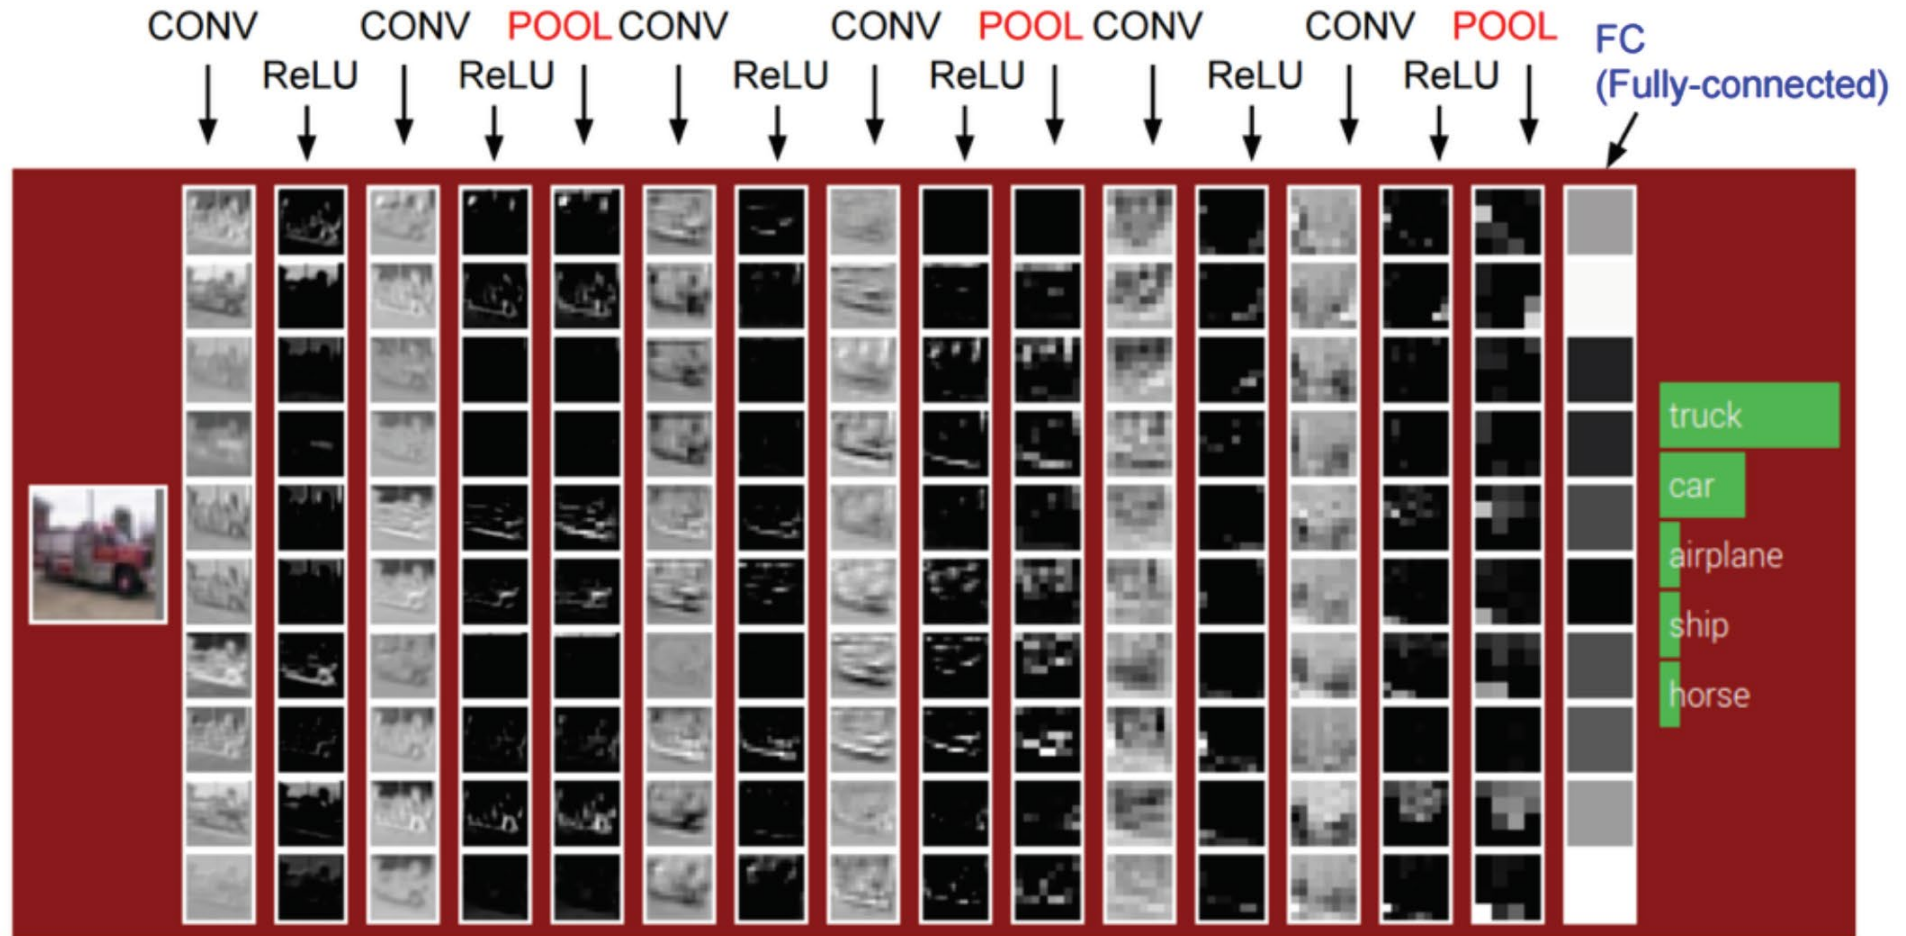 CONV CONV POOL CONV CONV POOL CONV CONV POOL
ReLU ReLU ReLU ReLU ReLU ReLU
FC
(Fully-connected)
truck
car
airplane
ship
horse